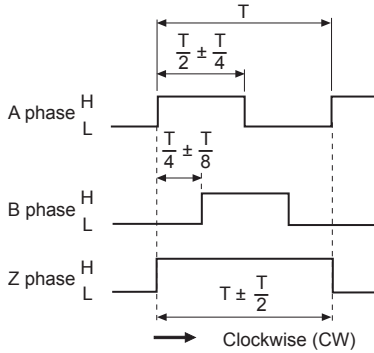 T
T/2 ± T/4
A phase H
L
T/4 ± T/8
B phase H
L
Z phase H
L
T ± T/2
Clockwise (CW)